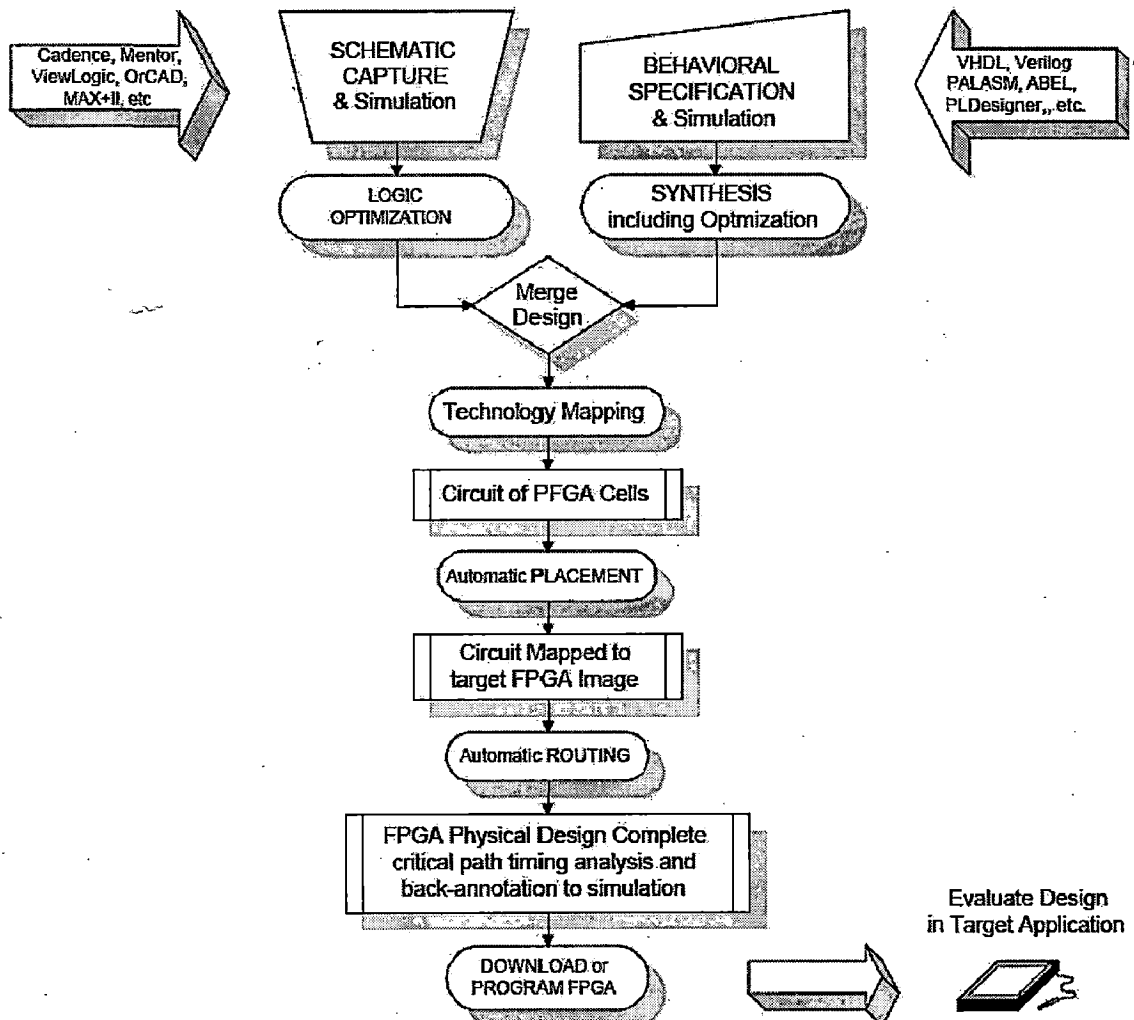 Cadence, Mentor,
ViewLogic, OrCAD,
MAX+II, etc
SCHEMATIC
CAPTURE
& Simulation
BEHAVIORAL
SPECIFICATION
& Simulation
VHDL, Verilog
PALASM, ABEL,
PLDesigner,, etc.
LOGIC
OPTIMIZATION
SYNTHESIS
including Optmization
Merge
Design
Technology Mapping
Circuit of PFGA Cells
Automatic PLACEMENT
Circuit Mapped to
target FPGA Image
Automatic ROUTING
FPGA Physical Design Complete
critical path timing analysis and
back-annotation to simulation
DOWNLOAD or
PROGRAM FPGA
Evaluate Design
in Target Application